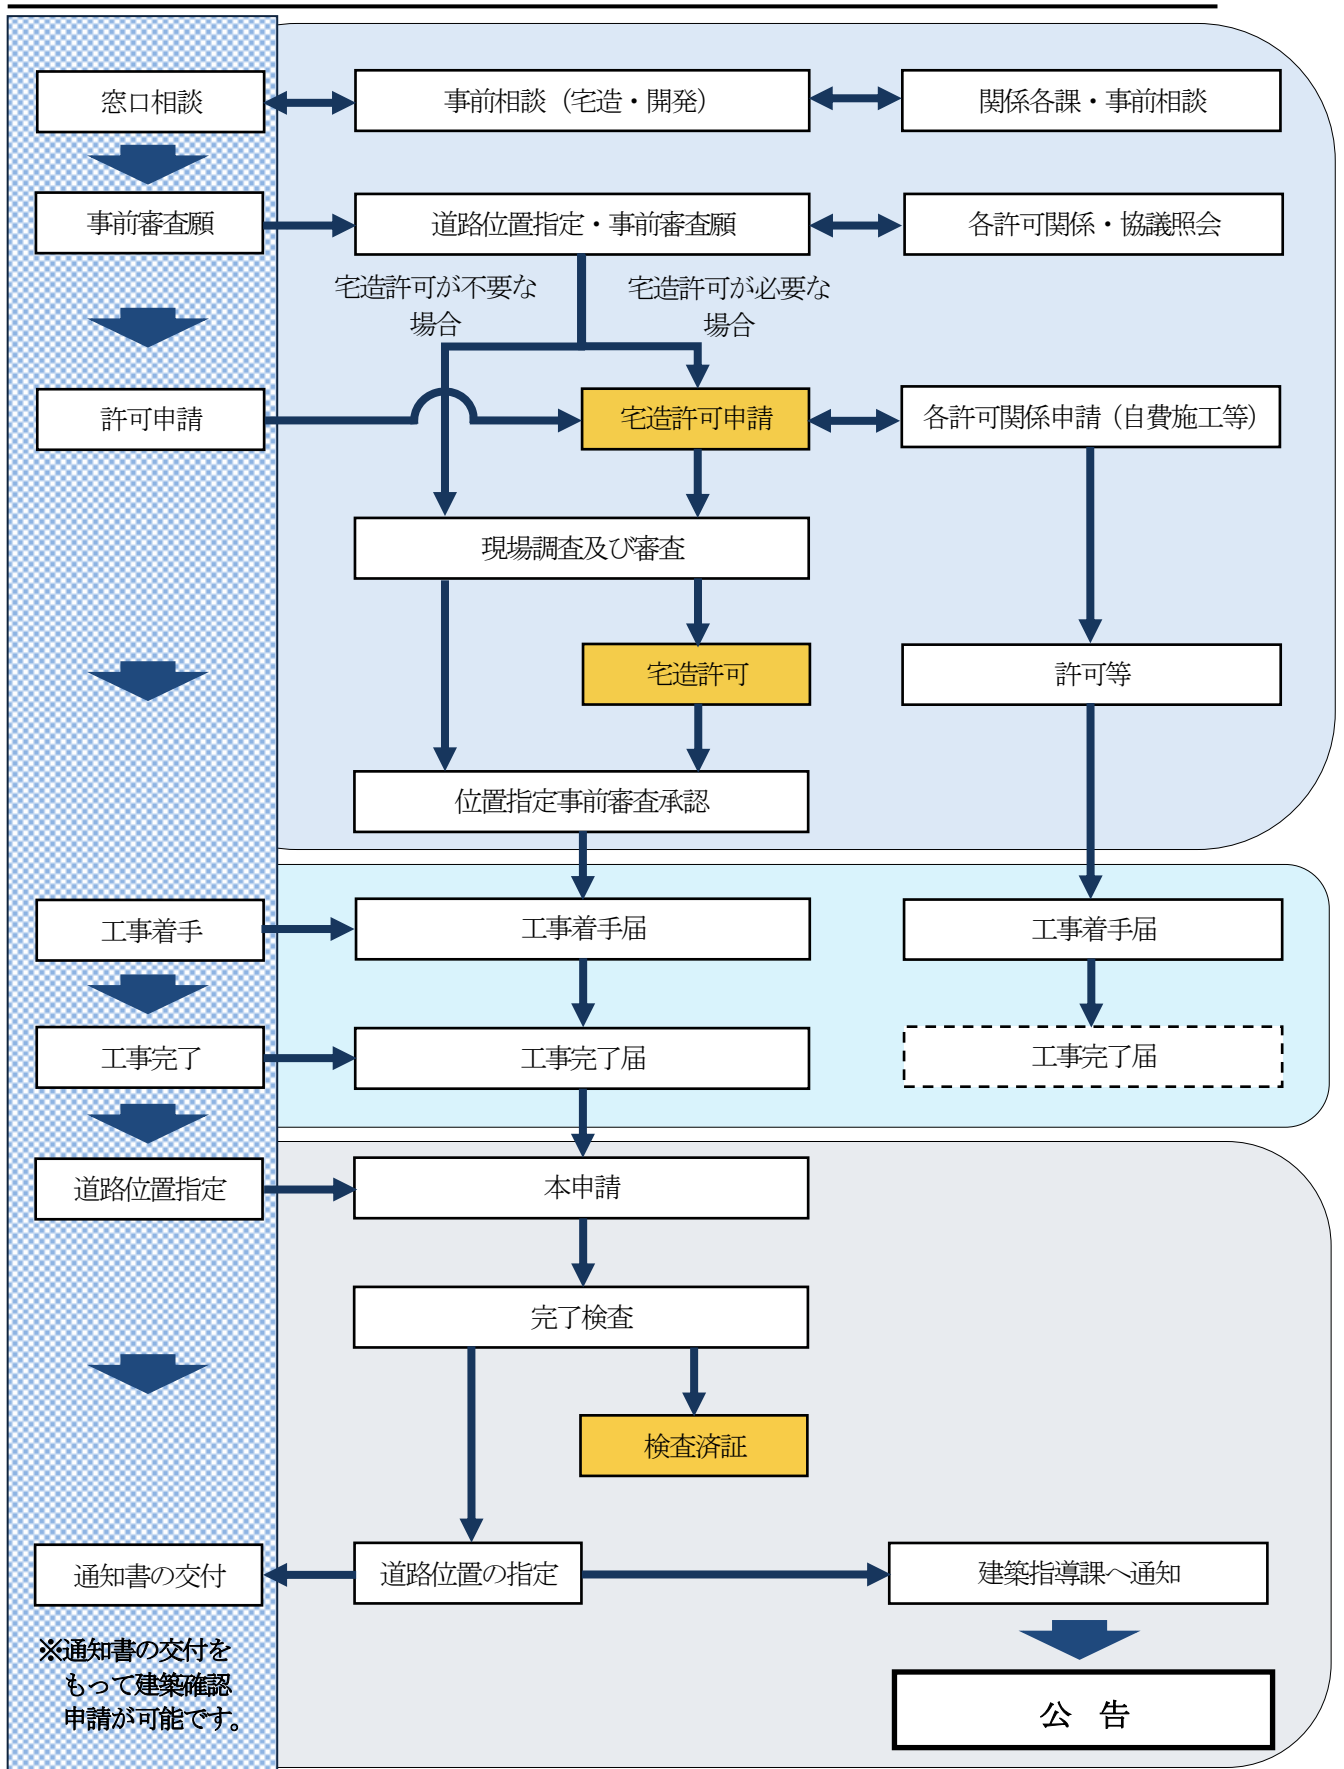 窓口相談
事前相談（宅造・開発）
関係各課・事前相談
事前審査願
道路位置指定・事前審査願
各許可関係・協議照会
宅造許可が不要な
場合
宅造許可が必要な
場合
許可申請
宅造許可申請
各許可関係申請（自費施工等）
現場調査及び審査
宅造許可
許可等
位置指定事前審査承認
工事着手
工事着手届
工事着手届
工事完了
工事完了届
工事完了届
道路位置指定
本申請
完了検査
検査済証
通知書の交付
道路位置の指定
建築指導課へ通知
※通知書の交付を
もって建築確認
申請が可能です。
公　告